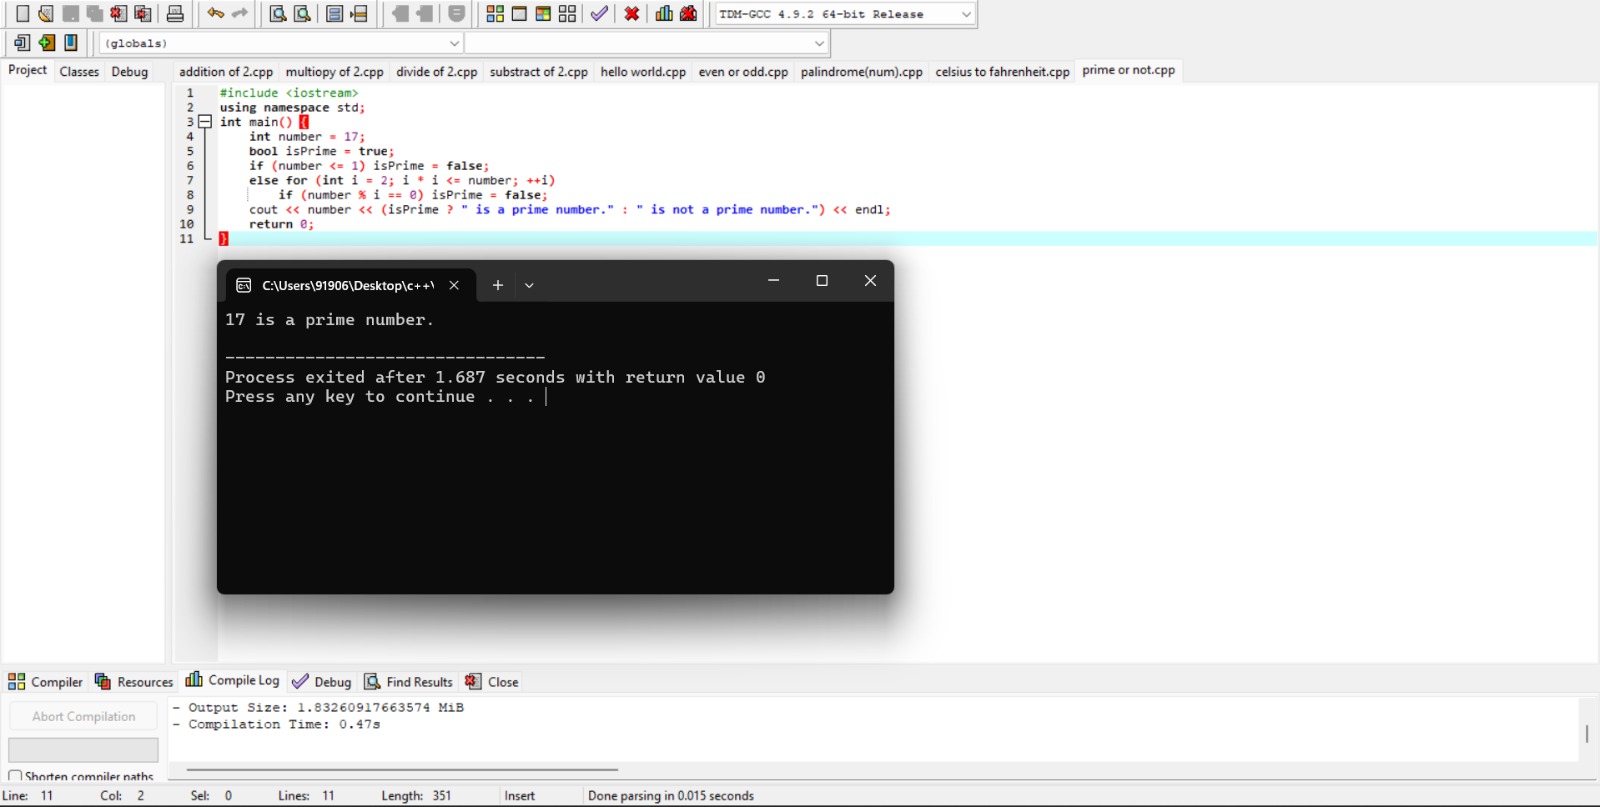 TDM-GCC 4.9.2 64-bit Release
(globals)
Project Classes Debug
addition of 2.cpp multiopy of 2.cpp divide of 2.cpp substract of 2.cpp hello world.cpp even or odd.cpp palindrome(num).cpp celsius to fahrenheit.cpp prime or not.cpp
1 #include <iostream>
2 using namespace std;
3 int main() {
4 int number = 17;
5 bool isPrime = true;
6 if (number <= 1) isPrime = false;
7 else for (int i = 2; i * i <= number; ++i)
8 if (number % i == 0) isPrime = false;
9 cout << number << (isPrime ? " is a prime number." : " is not a prime number.") << endl;
10 return 0;
11 }
C:\Users\91906\Desktop\c++\
17 is a prime number.
--------------------------------
Process exited after 1.687 seconds with return value 0
Press any key to continue . . .
Compiler Resources Compile Log Debug Find Results Close
Abort Compilation
Shorten compiler paths
- Output Size: 1.83260917663574 MiB
- Compilation Time: 0.47s
Line: 11 Col: 2 Sel: 0 Lines: 11 Length: 351 Insert Done parsing in 0.015 seconds